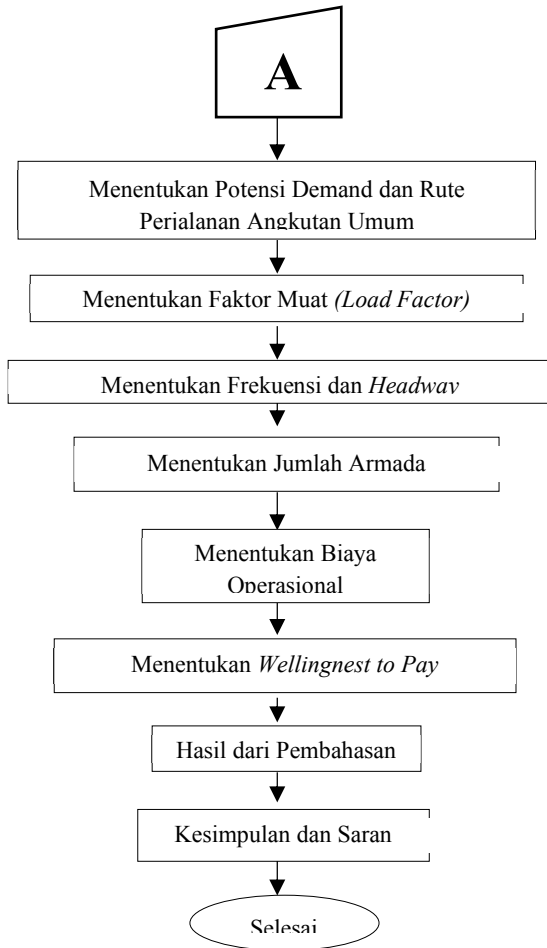 A
Menentukan Potensi Demand dan Rute
Perjalanan Angkutan Umum
Menentukan Faktor Muat (Load Factor)
Menentukan Frekuensi dan Headway
Menentukan Jumlah Armada
Menentukan Biaya
Operasional
Menentukan Wellingnest to Pay
Hasil dari Pembahasan
Kesimpulan dan Saran
Selesai